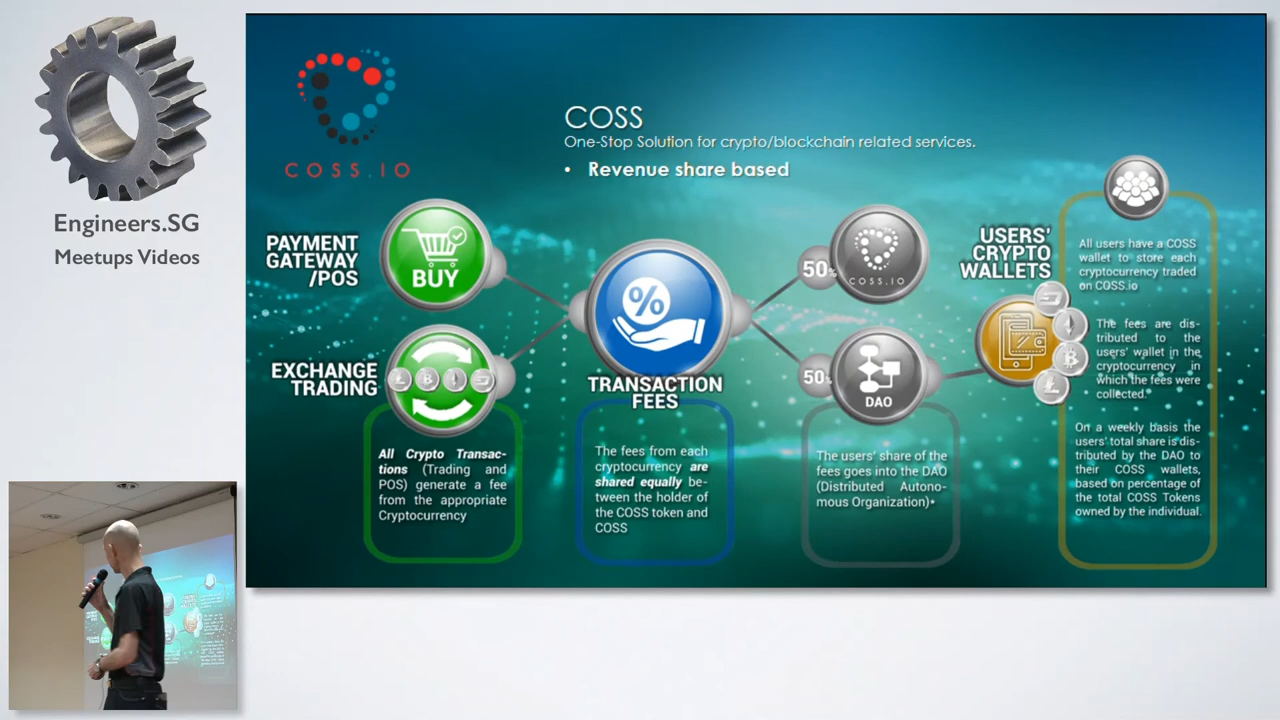 Engineers.SG
Meetups Videos
COSS.IO
COSS
One-Stop Solution for crypto/blockchain related services.
• Revenue share based
PAYMENT
GATEWAY
/POS
BUY
EXCHANGE
TRADING
All Crypto Transac-
tions (Trading and
POS) generate a fee
from the appropriate
Cryptocurrency
%
TRANSACTION
FEES
The fees from each
cryptocurrency are
shared equally be-
tween the holder of
the COSS token and
COSS
50%
COSS.IO
50%
DAO
The users' share of the
fees goes into the DAO
(Distributed Autono-
mous Organization)*
USERS'
CRYPTO
WALLETS
All users have a COSS
wallet to store each
cryptocurrency traded
on COSS.io
The fees are dis-
tributed to the
users' wallet in the
cryptocurrency in
which the fees were
collected.
On a weekly basis the
users' total share is dis-
tributed by the DAO to
their COSS wallets,
based on percentage of
the total COSS Tokens
owned by the individual.